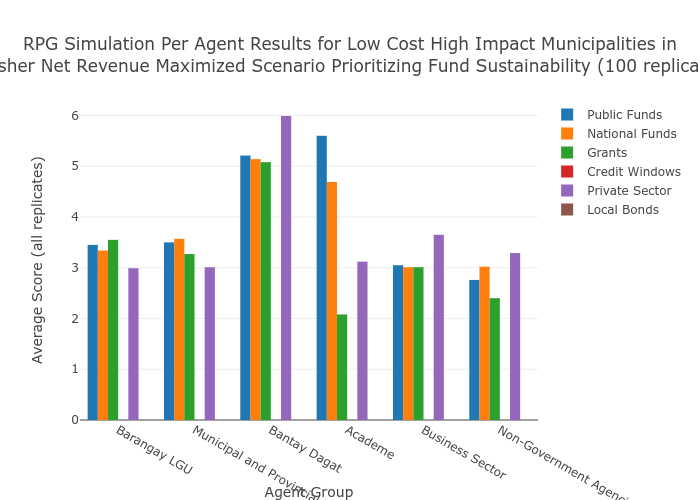 RPG Simulation Per Agent Results for Low Cost High Impact Municipalities in
sher Net Revenue Maximized Scenario Prioritizing Fund Sustainability (100 replica
6
5
4
3
2
1
0
Average Score (all replicates)
Public Funds
National Funds
Grants
Credit Windows
Private Sector
Local Bonds
Barangay LGU
Municipal and Provincial
Bantay Dagat
Academe
Business Sector
Non-Government Agenci
Agent Group